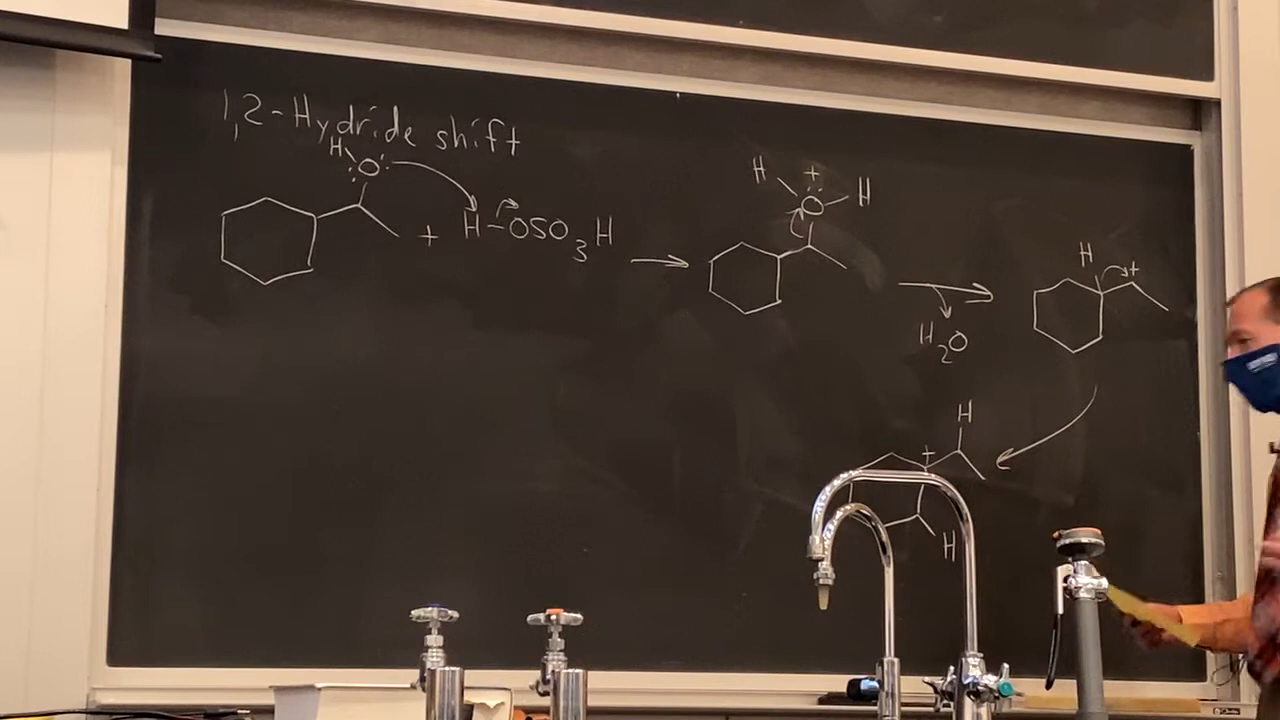 1,2-Hydride shift
H
:O:
+ H-OSO3H
H + H
:O
H2O
H +
+ H
H